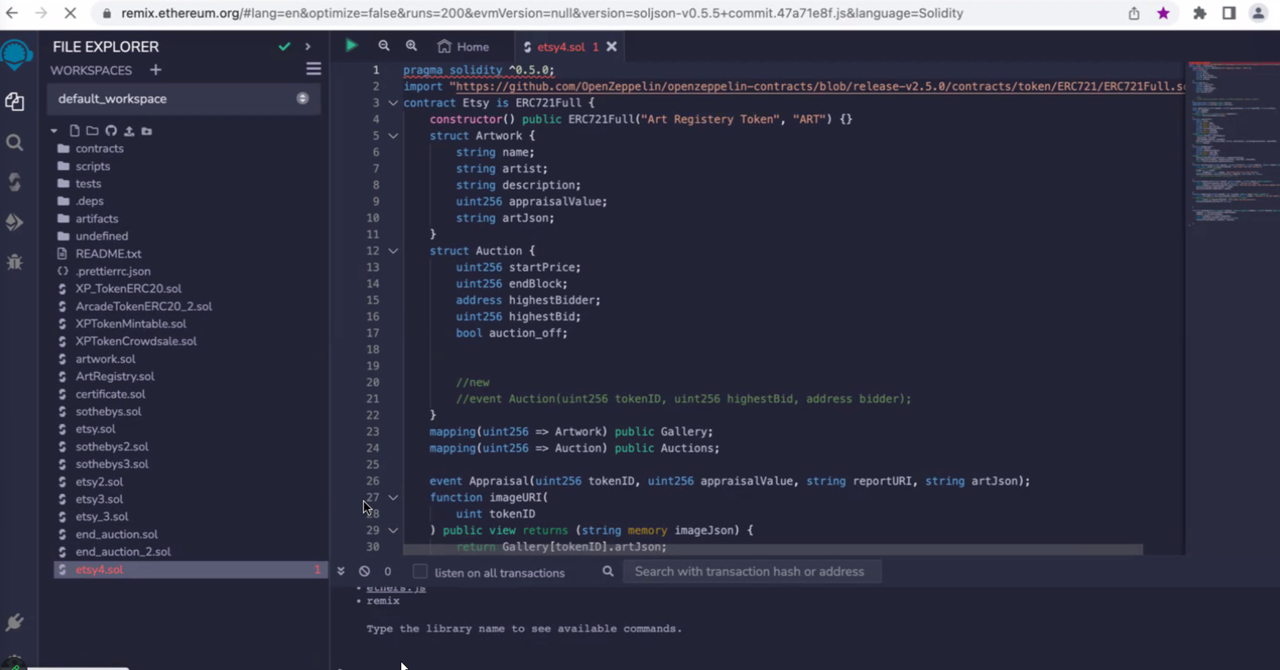 remix.ethereum.org/#lang=en&optimize=false&runs=200&evmVersion=null&version=soljson-v0.5.5+commit.47a71e8f.js&language=Solidity
FILE EXPLORER
WORKSPACES
default_workspace
contracts
scripts
tests
.deps
artifacts
undefined
README.txt
{} .prettierrc.json
XP_TokenERC20.sol
ArcadeTokenERC20_2.sol
XPTokenMintable.sol
XPTokenCrowdsale.sol
artwork.sol
ArtRegistry.sol
certificate.sol
sothebys.sol
etsy.sol
sothebys2.sol
sothebys3.sol
etsy2.sol
etsy3.sol
etsy_3.sol
end_auction.sol
end_auction_2.sol
etsy4.sol 1
Home
etsy4.sol 1
1 pragma solidity ^0.5.0;
2 import "https://github.com/OpenZeppelin/openzeppelin-contracts/blob/release-v2.5.0/contracts/token/ERC721/ERC721Full.so
3 contract Etsy is ERC721Full {
4 constructor() public ERC721Full("Art Registery Token", "ART") {}
5 struct Artwork {
6 string name;
7 string artist;
8 string description;
9 uint256 appraisalValue;
10 string artJson;
11 }
12 struct Auction {
13 uint256 startPrice;
14 uint256 endBlock;
15 address highestBidder;
16 uint256 highestBid;
17 bool auction_off;
18
19
20 //new
21 //event Auction(uint256 tokenID, uint256 highestBid, address bidder);
22 }
23 mapping(uint256 => Artwork) public Gallery;
24 mapping(uint256 => Auction) public Auctions;
25
26 event Appraisal(uint256 tokenID, uint256 appraisalValue, string reportURI, string artJson);
27 function imageURI(
28 uint tokenID
29 ) public view returns (string memory imageJson) {
30 return Gallery[tokenID].artJson;
0
listen on all transactions
Search with transaction hash or address
• ethers.js
• remix
Type the library name to see available commands.